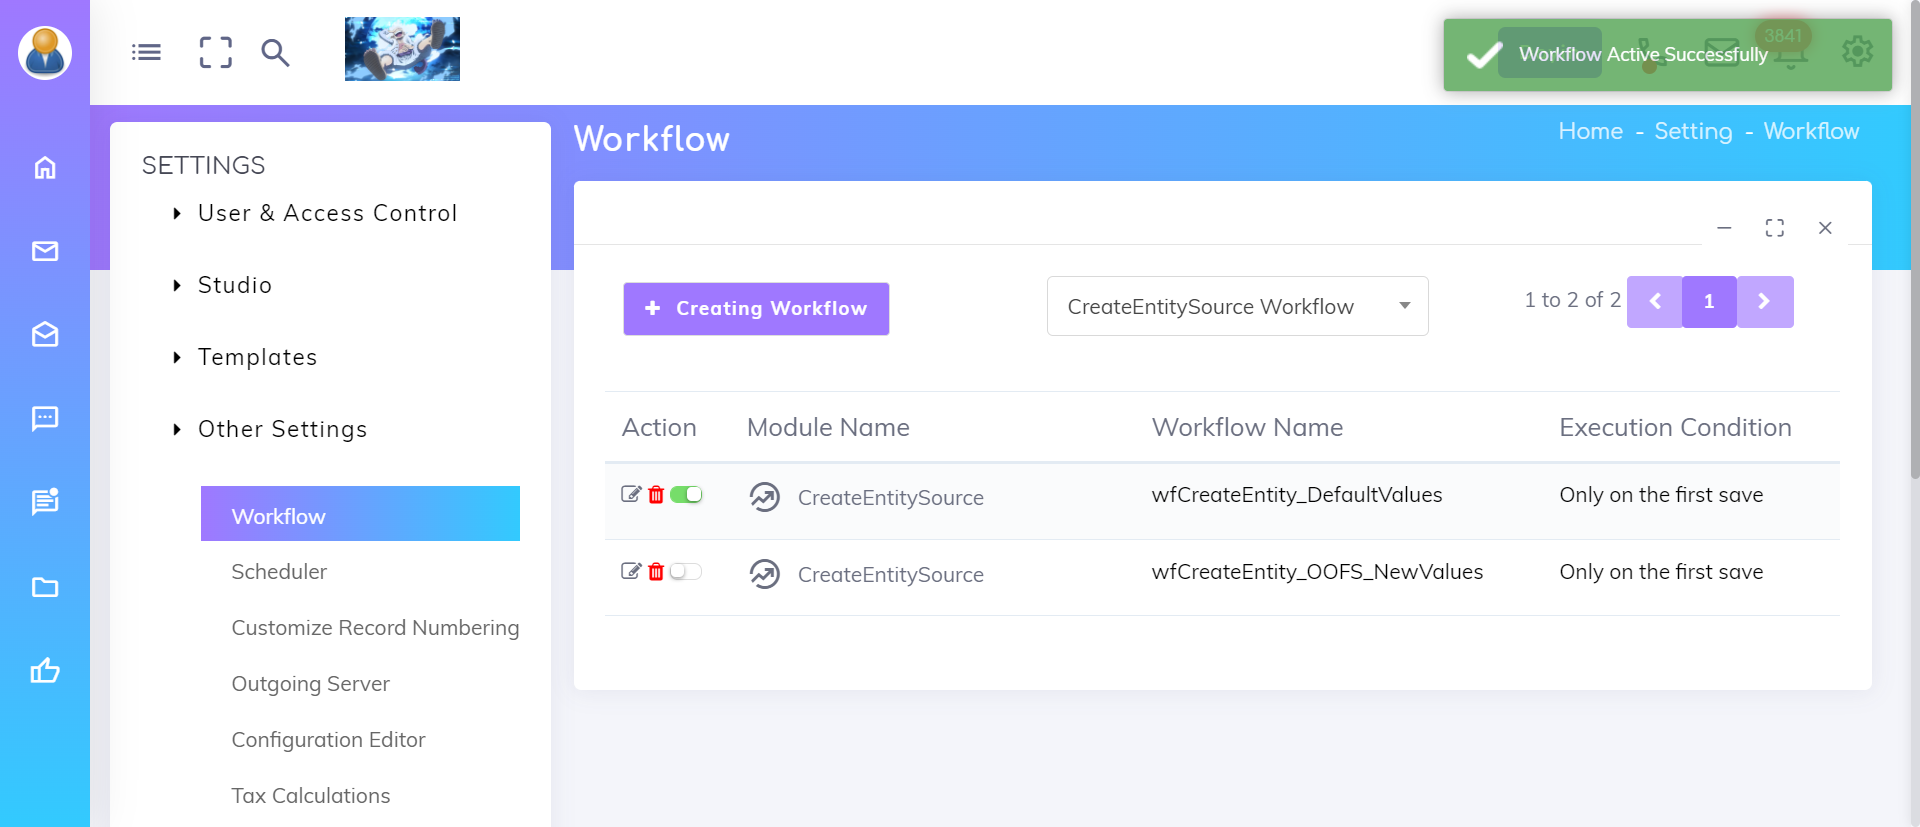 Workflow Active Successfully
3841
Workflow
Home - Setting - Workflow
SETTINGS
User & Access Control
Studio
Templates
Other Settings
Workflow
Scheduler
Customize Record Numbering
Outgoing Server
Configuration Editor
Tax Calculations
+ Creating Workflow
CreateEntitySource Workflow
1 to 2 of 2
1
Action Module Name Workflow Name Execution Condition
CreateEntitySource wfCreateEntity_DefaultValues Only on the first save
CreateEntitySource wfCreateEntity_OOFS_NewValues Only on the first save